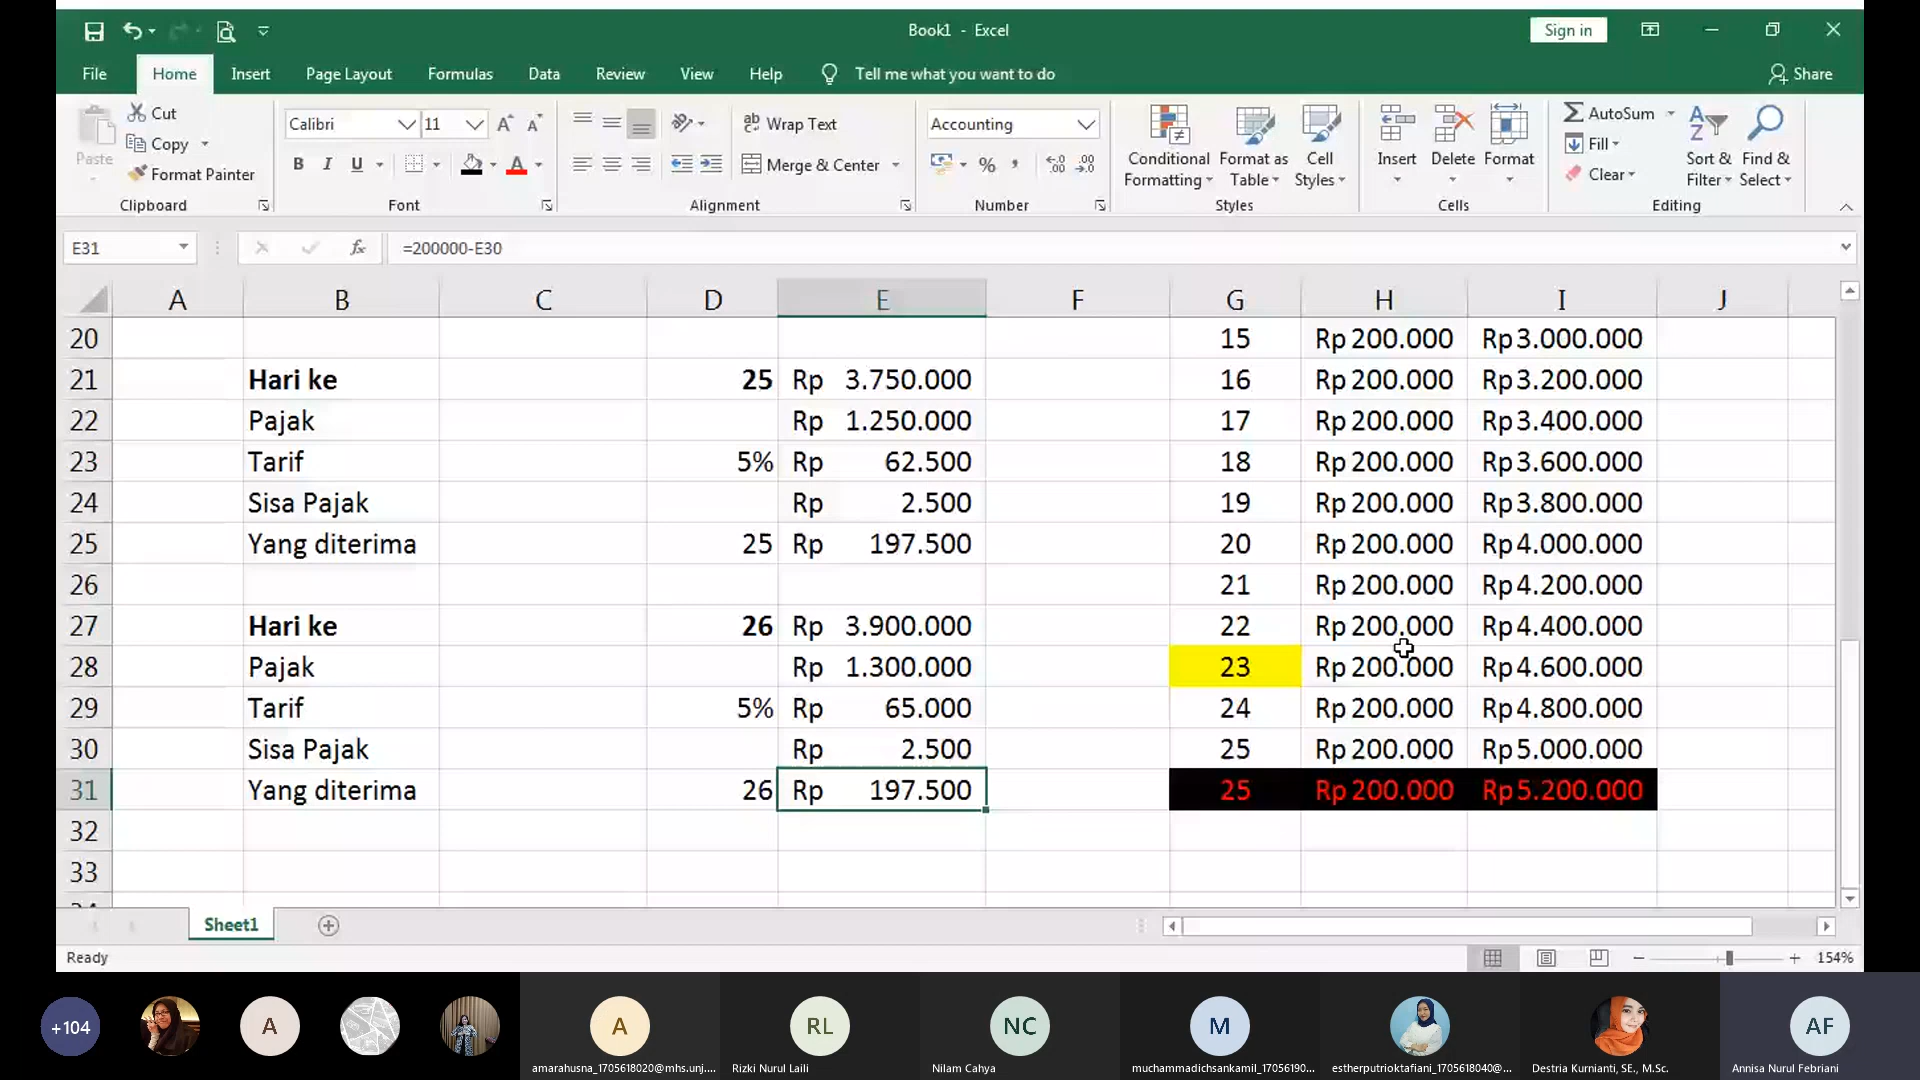 Book1 - Excel
Sign in
File Home Insert Page Layout Formulas Data Review View Help Tell me what you want to do Share
Paste
Cut
Copy
Format Painter
Clipboard
Calibri 11 A A
B I U A
Font
ab Wrap Text
Merge & Center
Alignment
Accounting
% ,
Number
Conditional Formatting
Format as Table
Cell Styles
Styles
Insert Delete Format
Cells
AutoSum
Fill
Clear
Sort & Filter
Find & Select
Editing
E31 fx =200000-E30
A B C D E F G H I J
20 15 Rp 200.000 Rp 3.000.000
21 Hari ke 25 Rp 3.750.000 16 Rp 200.000 Rp 3.200.000
22 Pajak Rp 1.250.000 17 Rp 200.000 Rp 3.400.000
23 Tarif 5% Rp 62.500 18 Rp 200.000 Rp 3.600.000
24 Sisa Pajak Rp 2.500 19 Rp 200.000 Rp 3.800.000
25 Yang diterima 25 Rp 197.500 20 Rp 200.000 Rp 4.000.000
26 21 Rp 200.000 Rp 4.200.000
27 Hari ke 26 Rp 3.900.000 22 Rp 200.000 Rp 4.400.000
28 Pajak Rp 1.300.000 23 Rp 200.000 Rp 4.600.000
29 Tarif 5% Rp 65.000 24 Rp 200.000 Rp 4.800.000
30 Sisa Pajak Rp 2.500 25 Rp 200.000 Rp 5.000.000
31 Yang diterima 26 Rp 197.500 25 Rp 200.000 Rp 5.200.000
32
33
Sheet1
Ready 154%
+104 A A RL NC M AF
amarahusna_1705618020@mhs.unj.... Rizki Nurul Laili Nilam Cahya muchammadichsankamil_17056190... estherputrioktafiani_1705618040@... Destria Kurnianti, SE., M.Sc. Annisa Nurul Febriani